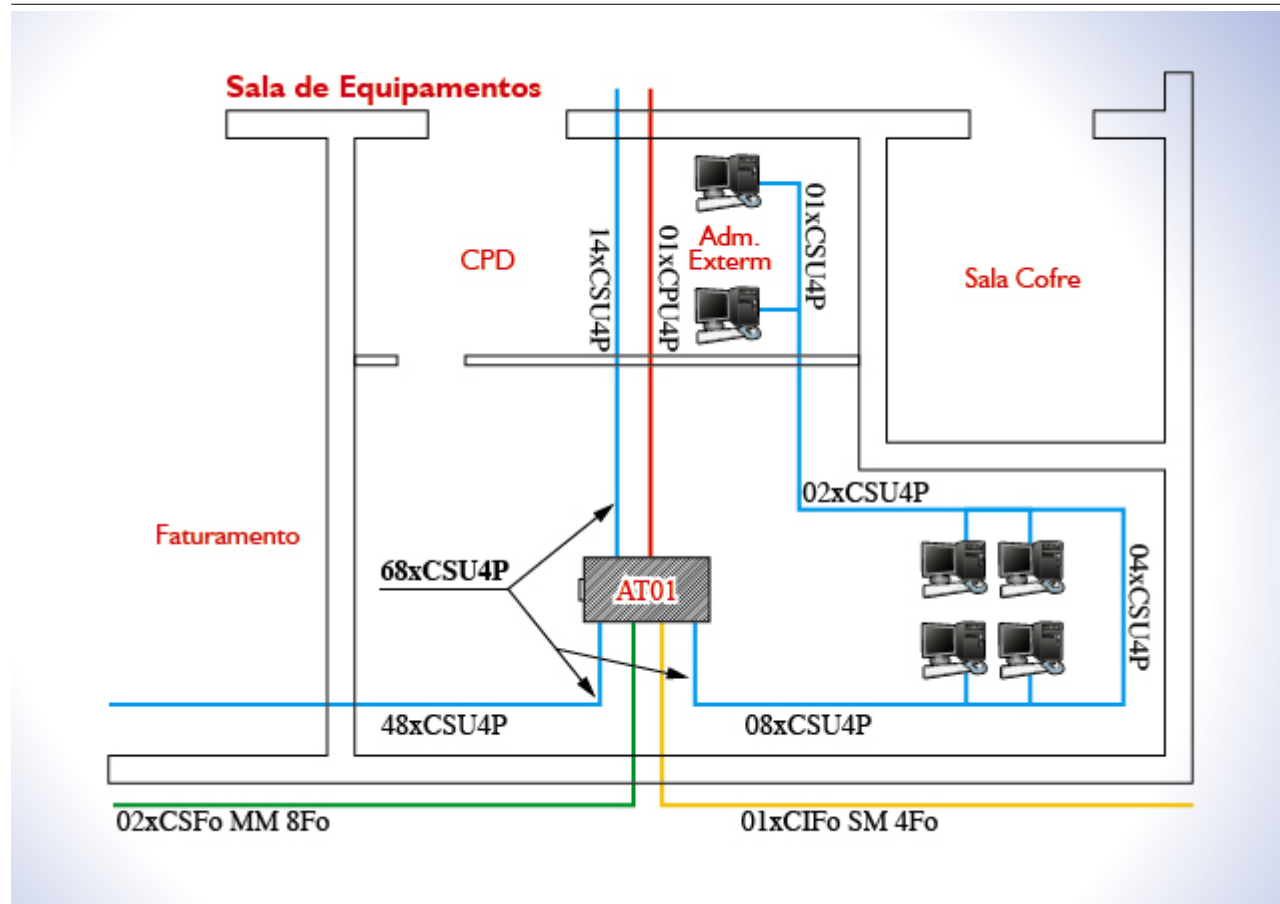 Sala de Equipamentos
14xCSU4P
01xCPU4P
01xCSU4P
CPD
Adm.
Exterm
Sala Cofre
02xCSU4P
Faturamento
68xCSU4P
AT01
04xCSU4P
48xCSU4P
08xCSU4P
02xCSFo MM 8Fo
01xCIFo SM 4Fo